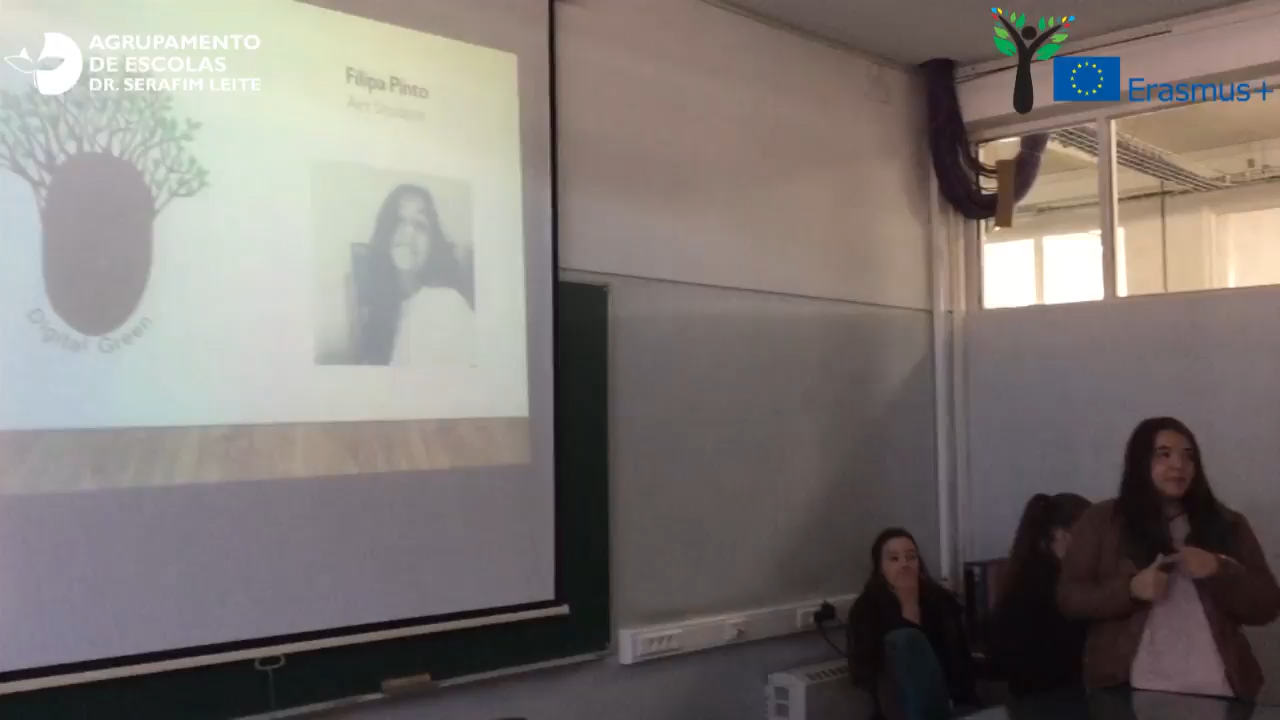 AGRUPAMENTO
DE ESCOLAS
DR. SERAFIM LEITE
Erasmus+
Filipa Pinto
Art Student
Digital Green